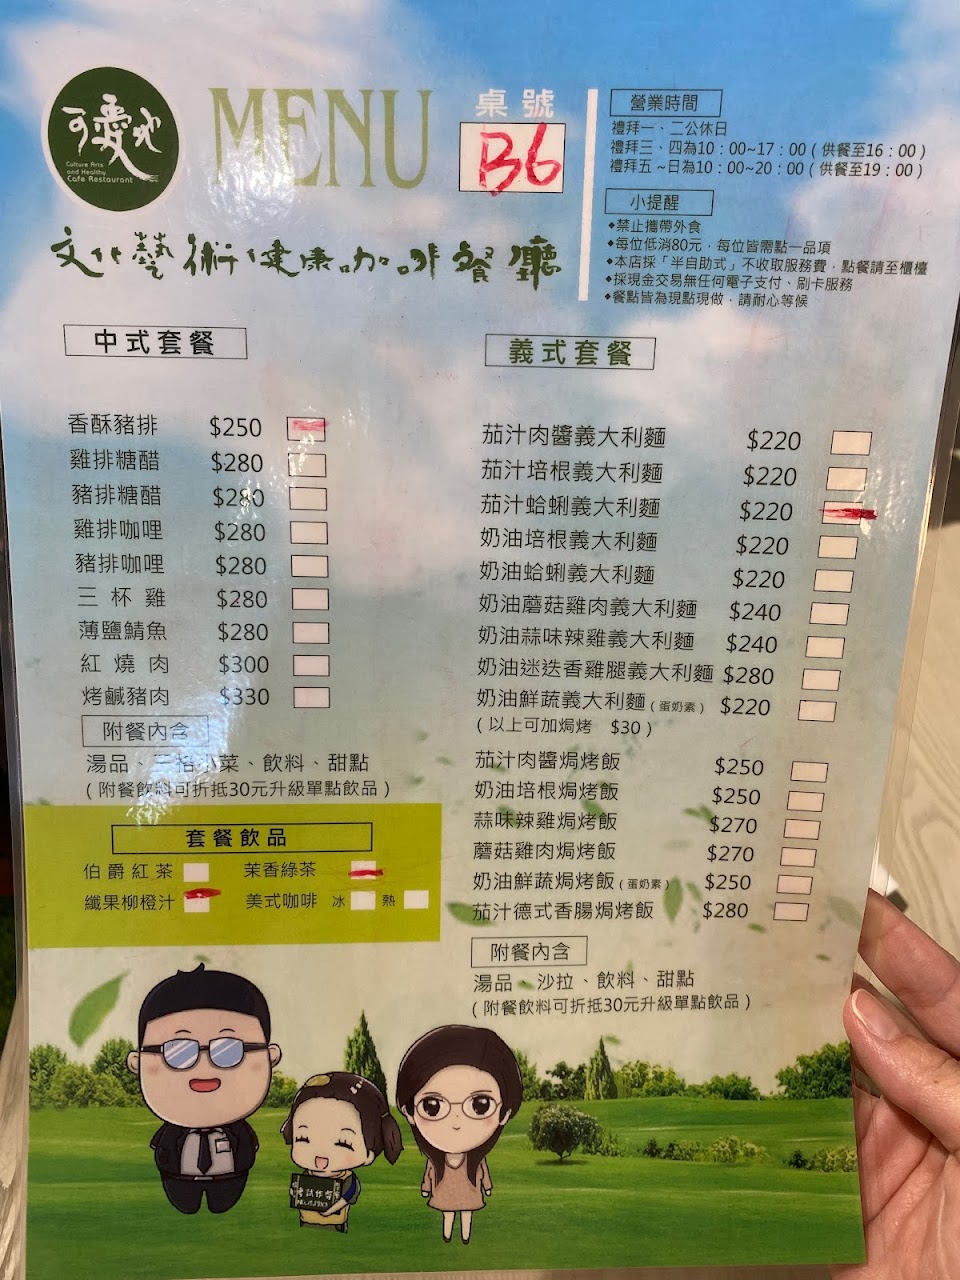 可愛地
Culture Arts
and Healthy
Cafe Restaurant
MENU
桌號
B6
文化藝術健康咖啡餐廳
營業時間
禮拜一、二公休日
禮拜三、四為10：00~17：00（供餐至16：00）
禮拜五~日為10：00~20：00（供餐至19：00）
小提醒
◆禁止攜帶外食
◆每位低消80元，每位皆需點一品項
◆本店採「半自助式」不收取服務費，點餐請至櫃檯
◆採現金交易無任何電子支付、刷卡服務
◆餐點皆為現點現做，請耐心等候
中式套餐
香酥豬排 $250
雞排糖醋 $280
豬排糖醋 $280
雞排咖哩 $280
豬排咖哩 $280
三杯雞 $280
薄鹽鯖魚 $280
紅燒肉 $300
烤鹹豬肉 $330
附餐內含
湯品、三格小菜、飲料、甜點
（附餐飲料可折抵30元升級單點飲品）
套餐飲品
伯爵紅茶 茉香綠茶
纖果柳橙汁 美式咖啡 冰 熱
義式套餐
茄汁肉醬義大利麵 $220
茄汁培根義大利麵 $220
茄汁蛤蜊義大利麵 $220
奶油培根義大利麵 $220
奶油蛤蜊義大利麵 $220
奶油蘑菇雞肉義大利麵 $240
奶油蒜味辣雞義大利麵 $240
奶油迷迭香雞腿義大利麵 $280
奶油鮮蔬義大利麵（蛋奶素） $220
（以上可加焗烤 $30）
茄汁肉醬焗烤飯 $250
奶油培根焗烤飯 $250
蒜味辣雞焗烤飯 $270
蘑菇雞肉焗烤飯 $270
奶油鮮蔬焗烤飯（蛋奶素） $250
茄汁德式香腸焗烤飯 $280
附餐內含
湯品、沙拉、飲料、甜點
（附餐飲料可折抵30元升級單點飲品）